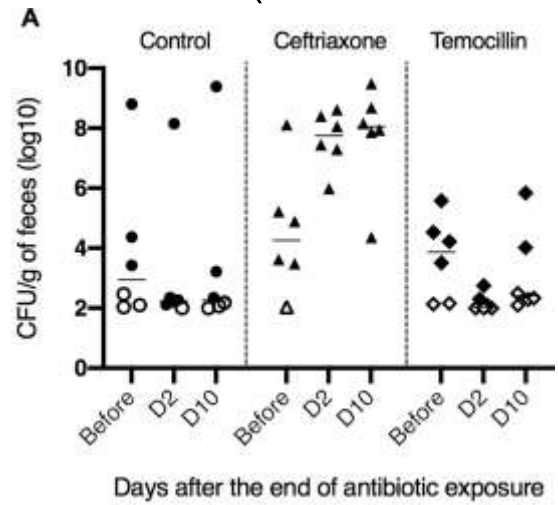 A
Control Ceftriaxone Temocillin
CFU/g of feces (log10)
10
8
6
4
2
0
Before D2 D10 Before D2 D10 Before D2 D10
Days after the end of antibiotic exposure